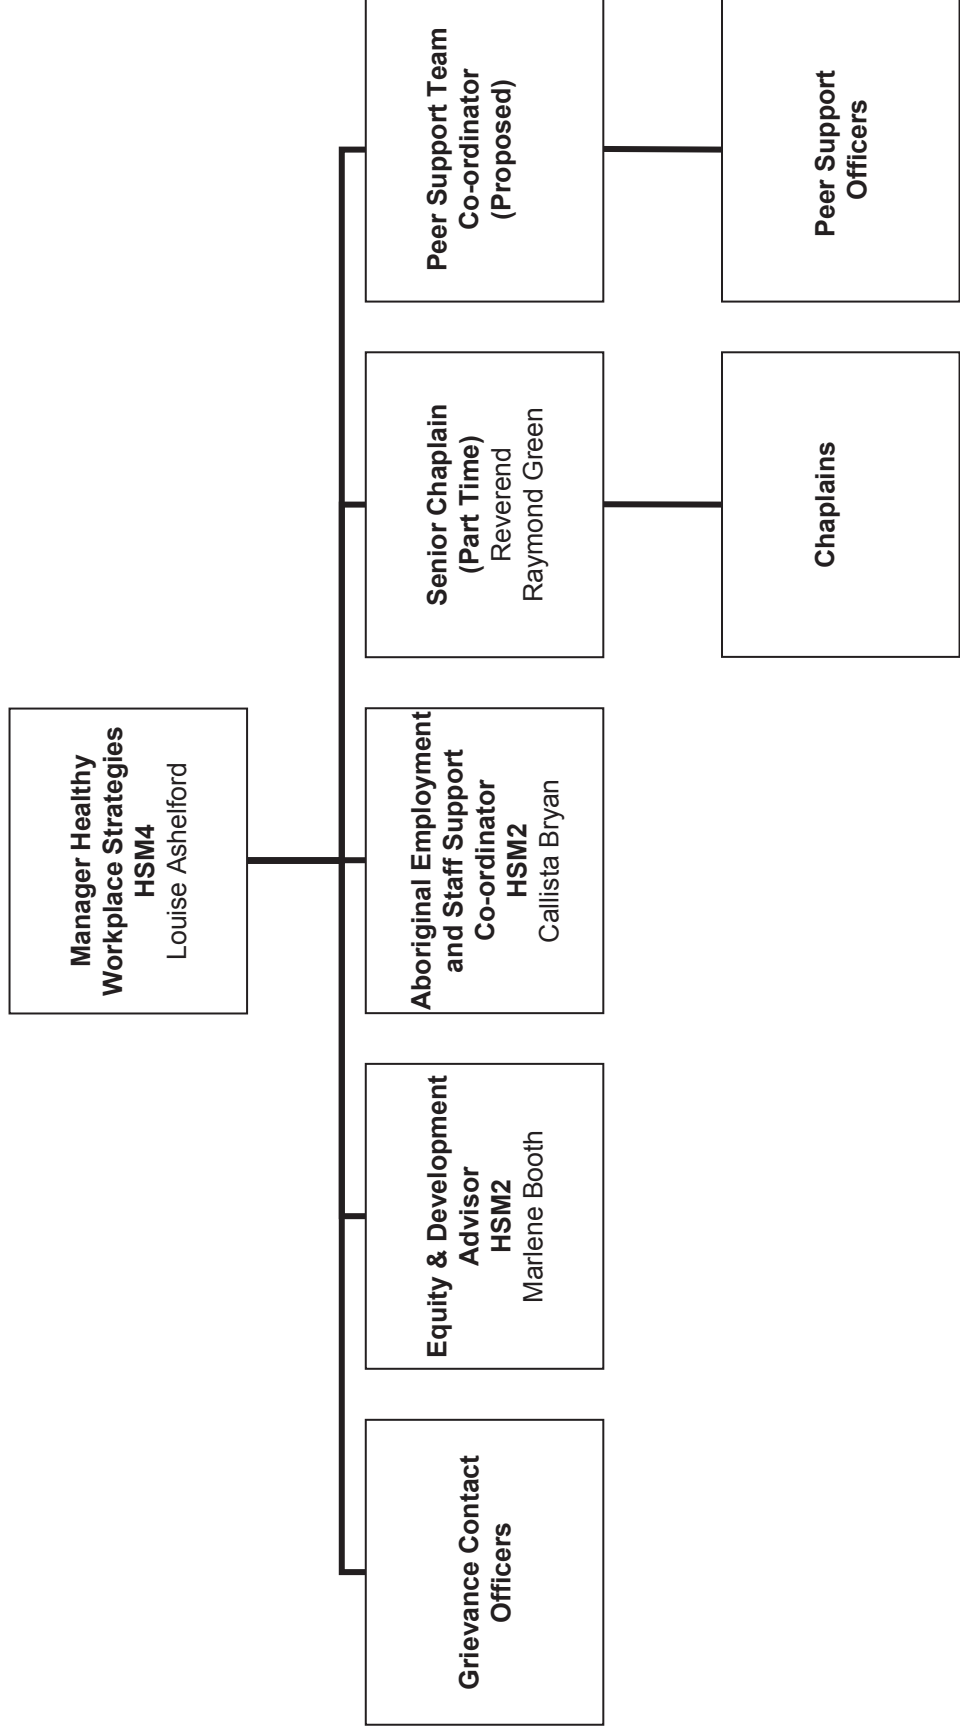 Manager Healthy
Workplace Strategies
HSM4
Louise Ashelford
Grievance Contact
Officers
Equity & Development
Advisor
HSM2
Marlene Booth
Aboriginal Employment
and Staff Support
Co-ordinator
HSM2
Callista Bryan
Senior Chaplain
(Part Time)
Reverend
Raymond Green
Peer Support Team
Co-ordinator
(Proposed)
Chaplains
Peer Support
Officers